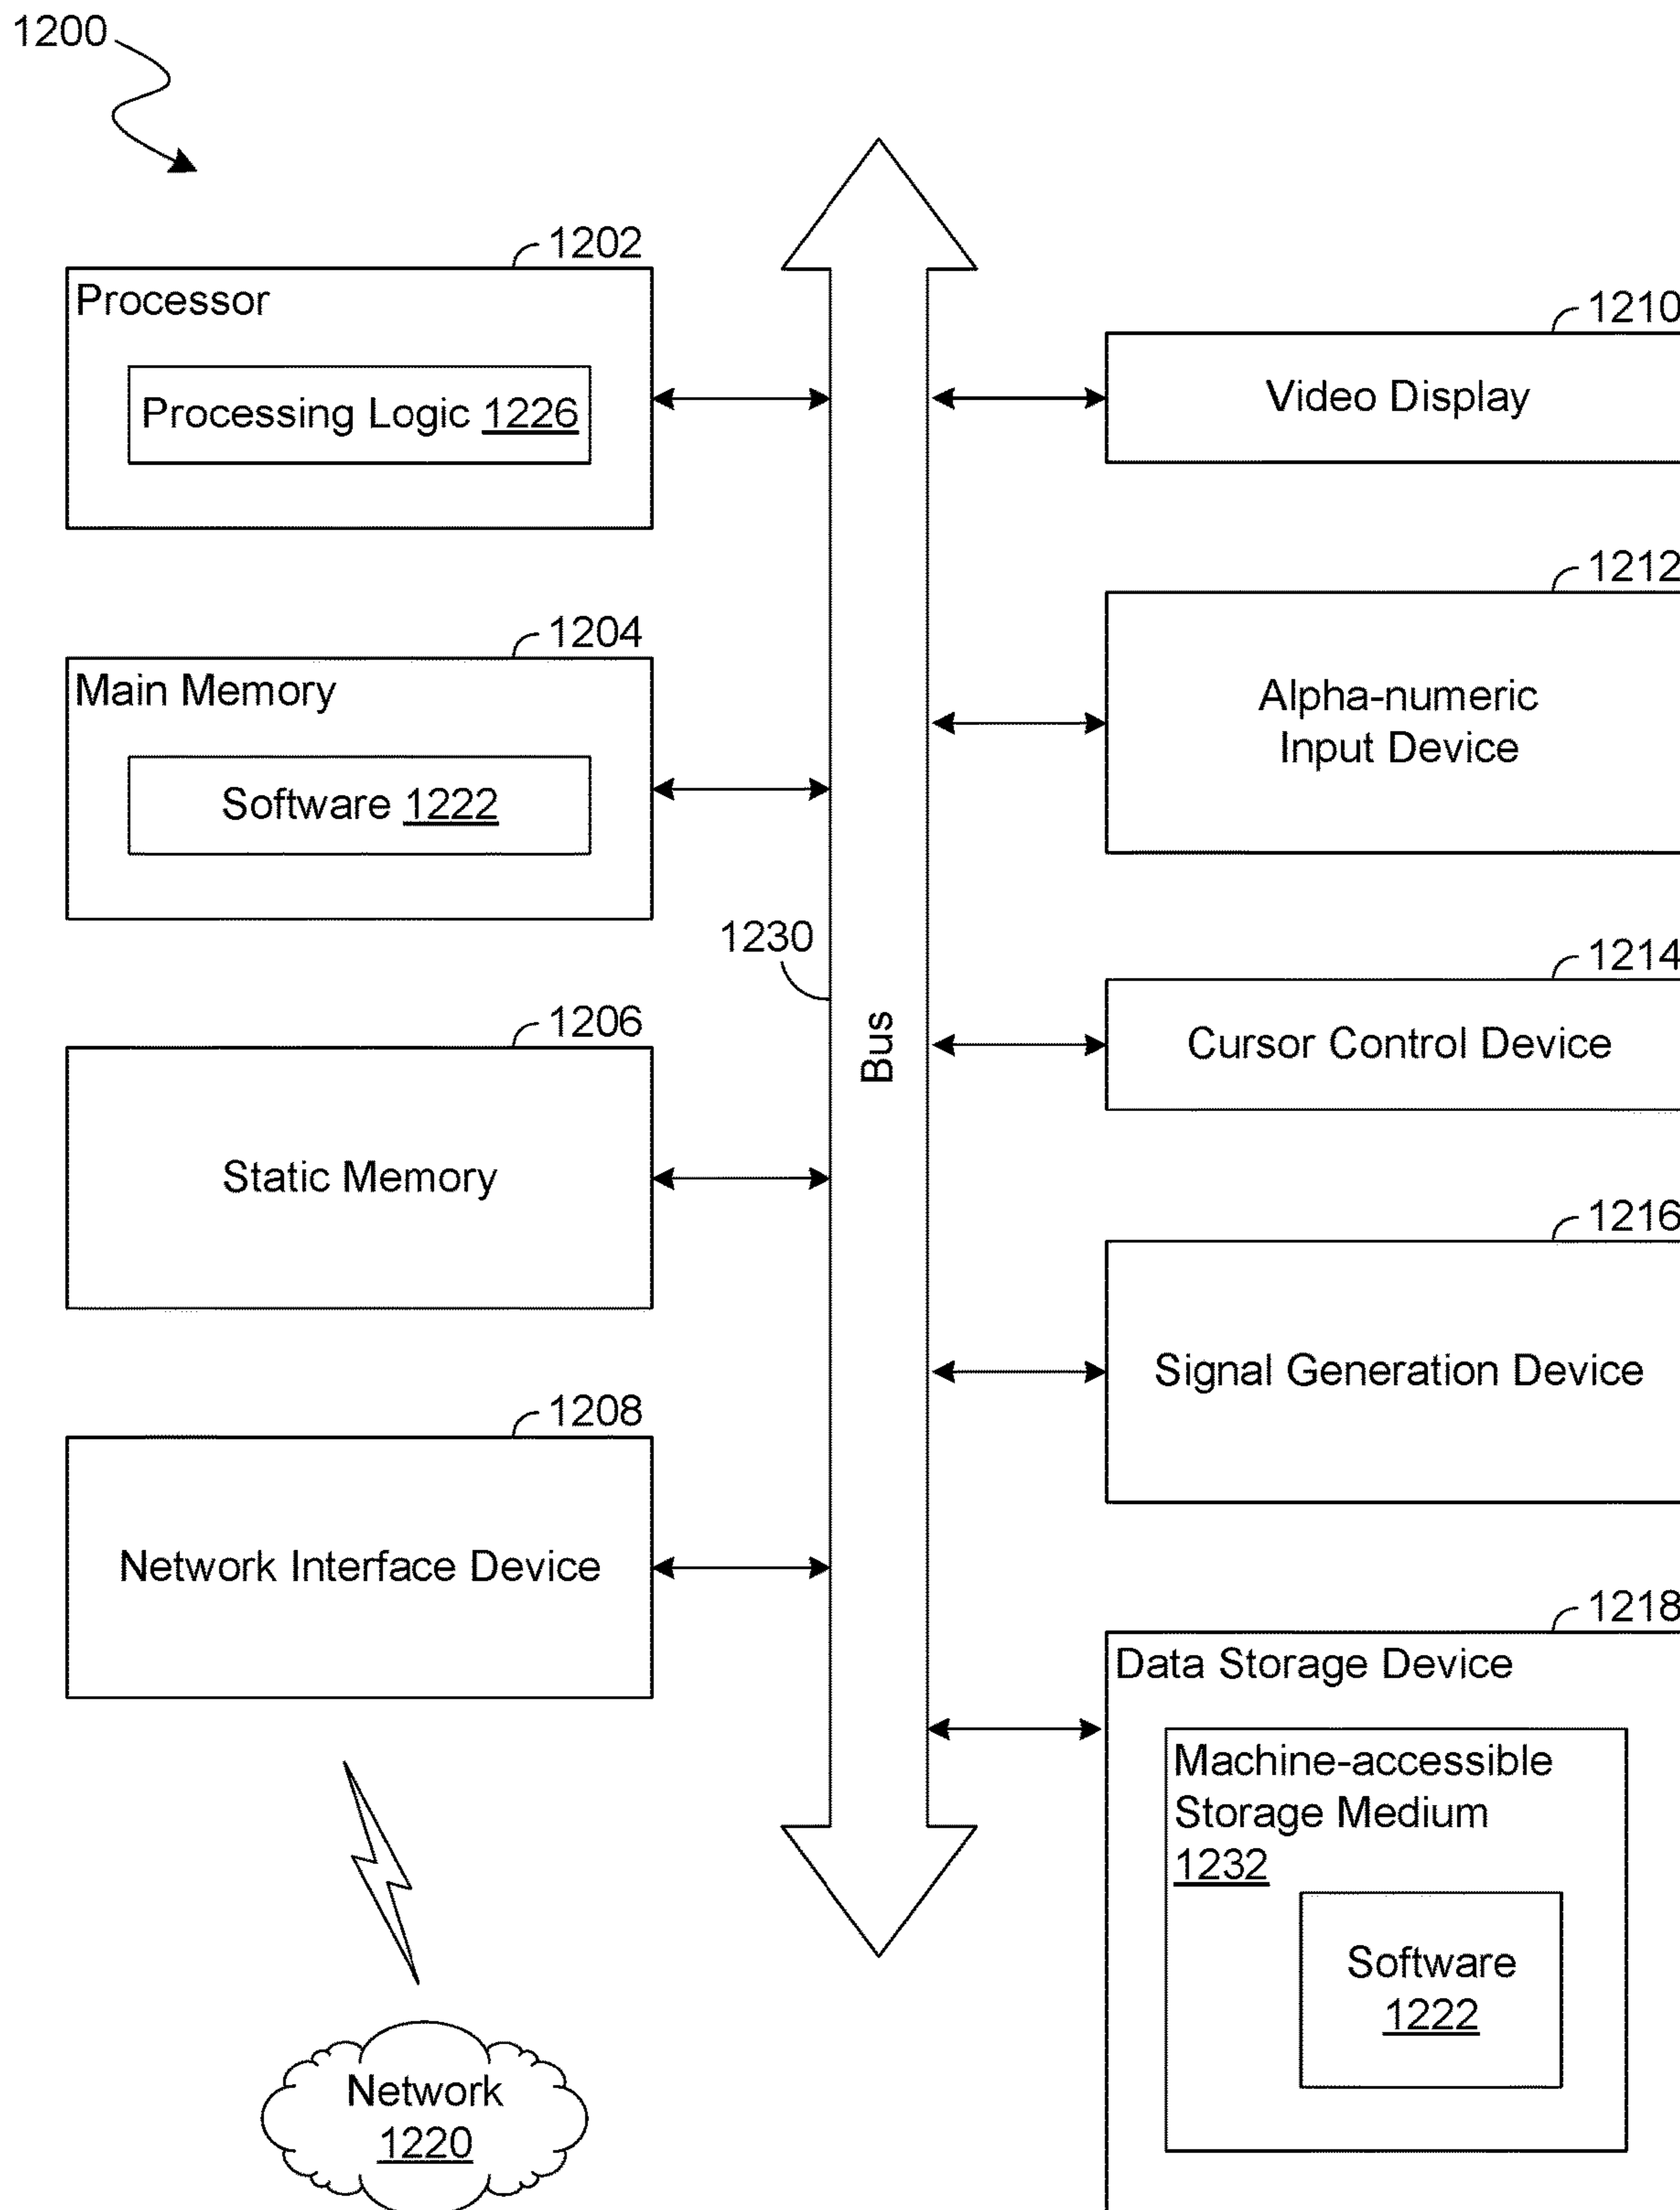 1200
1202
Processor
Processing Logic 1226
1204
Main Memory
Software 1222
1206
Static Memory
1208
Network Interface Device
Network
1220
1230
Bus
1210
Video Display
1212
Alpha-numeric
Input Device
1214
Cursor Control Device
1216
Signal Generation Device
1218
Data Storage Device
Machine-accessible
Storage Medium
1232
Software
1222